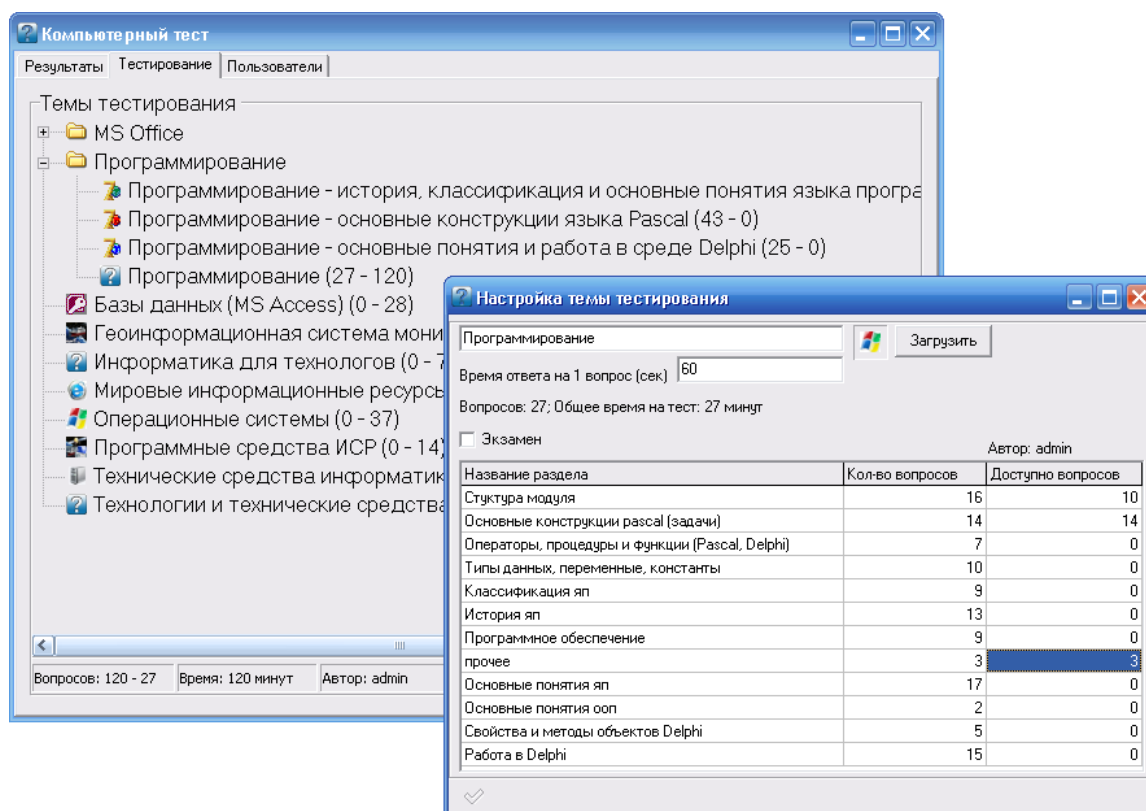 Компьютерный тест
Результаты Тестирование Пользователи
Темы тестирования
MS Office
Программирование
Программирование - история, классификация и основные понятия языка програ
Программирование - основные конструкции языка Pascal (43 - 0)
Программирование - основные понятия и работа в среде Delphi (25 - 0)
Программирование (27 - 120)
Базы данных (MS Access) (0 - 28)
Геоинформационная система мони
Информатика для технологов (0 - 7
Мировые информационные ресурсы
Операционные системы (0 - 37)
Программные средства ИСР (0 - 14)
Технические средства информатик
Технологии и технические средства
Вопросов: 120 - 27 Время: 120 минут Автор: admin
Настройка темы тестирования
Программирование Загрузить
Время ответа на 1 вопрос (сек) 60
Вопросов: 27; Общее время на тест: 27 минут
Экзамен
Автор: admin
Название раздела Кол-во вопросов Доступно вопросов
Стуктура модуля 16 10
Основные конструкции pascal (задачи) 14 14
Операторы, процедуры и функции (Pascal, Delphi) 7 0
Типы данных, переменные, константы 10 0
Классификация яп 9 0
История яп 13 0
Программное обеспечение 9 0
прочее 3 3
Основные понятия яп 17 0
Основные понятия ооп 2 0
Свойства и методы объектов Delphi 5 0
Работа в Delphi 15 0